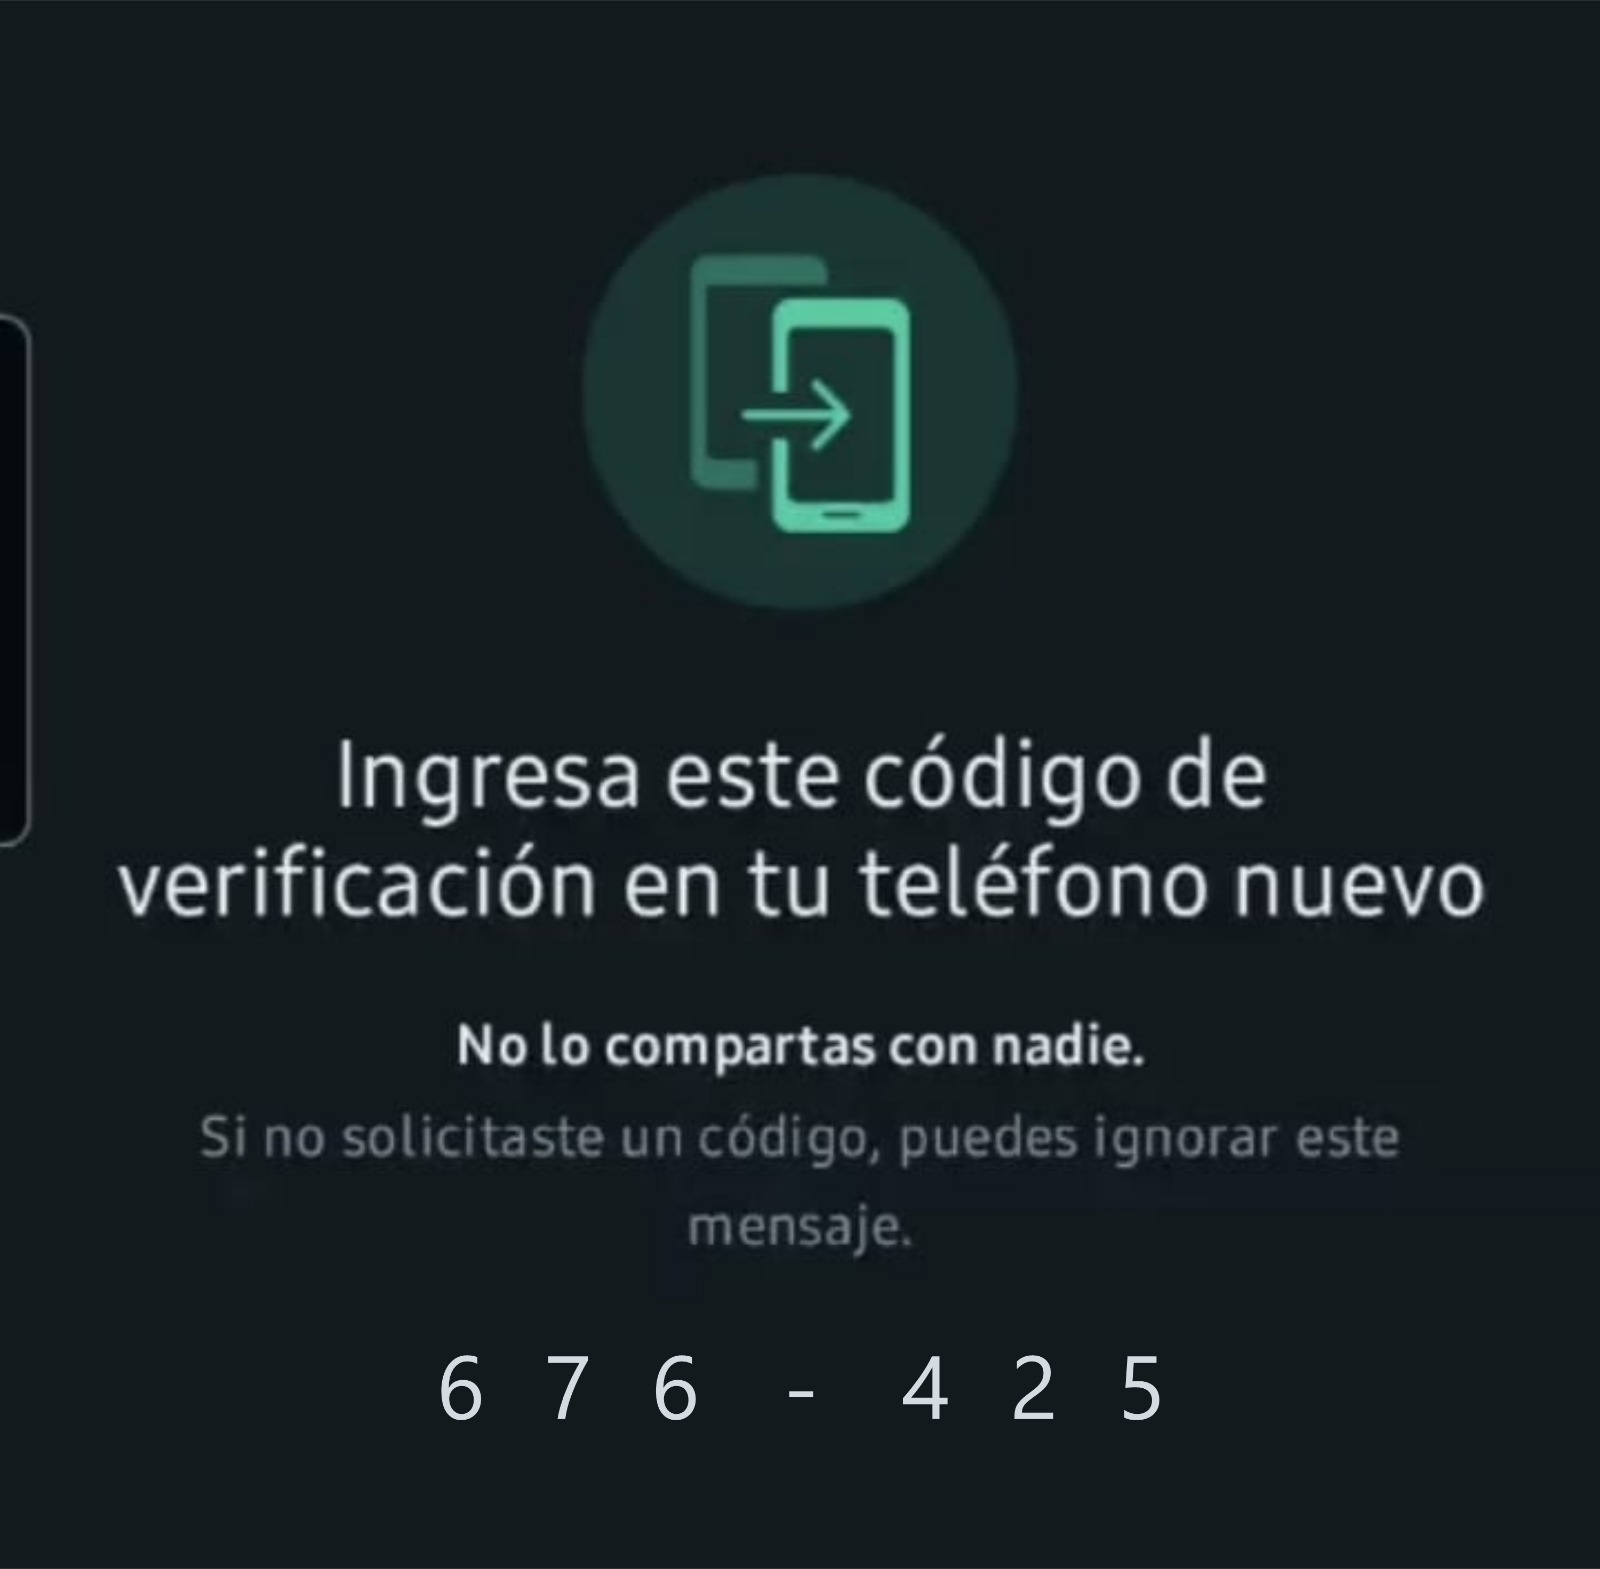 Ingresa este código de
verificación en tu teléfono nuevo
No lo compartas con nadie.
Si no solicitaste un código, puedes ignorar este
mensaje.
6 7 6 - 4 2 5